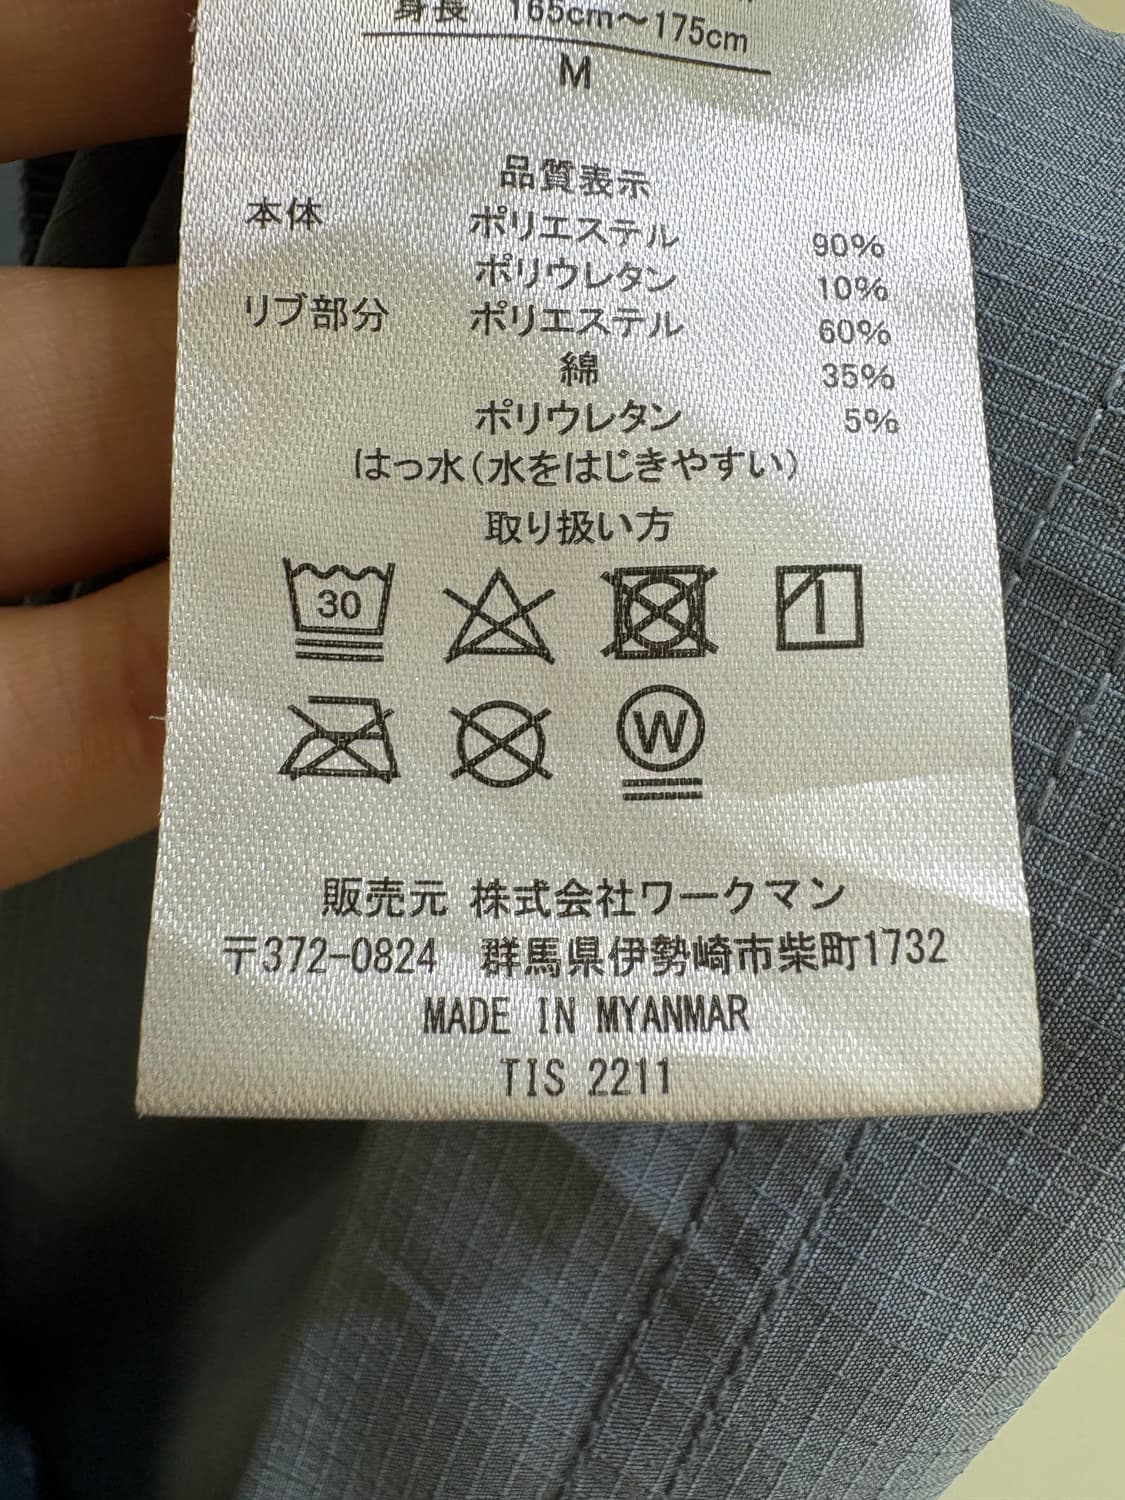 身長 165cm～175cm
M
品質表示
本体 ポリエステル 90%
ポリウレタン 10%
リブ部分 ポリエステル 60%
綿 35%
ポリウレタン 5%
はっ水(水をはじきやすい)
取り扱い方
30
1
W
販売元 株式会社ワークマン
〒372-0824 群馬県伊勢崎市柴町1732
MADE IN MYANMAR
TIS 2211